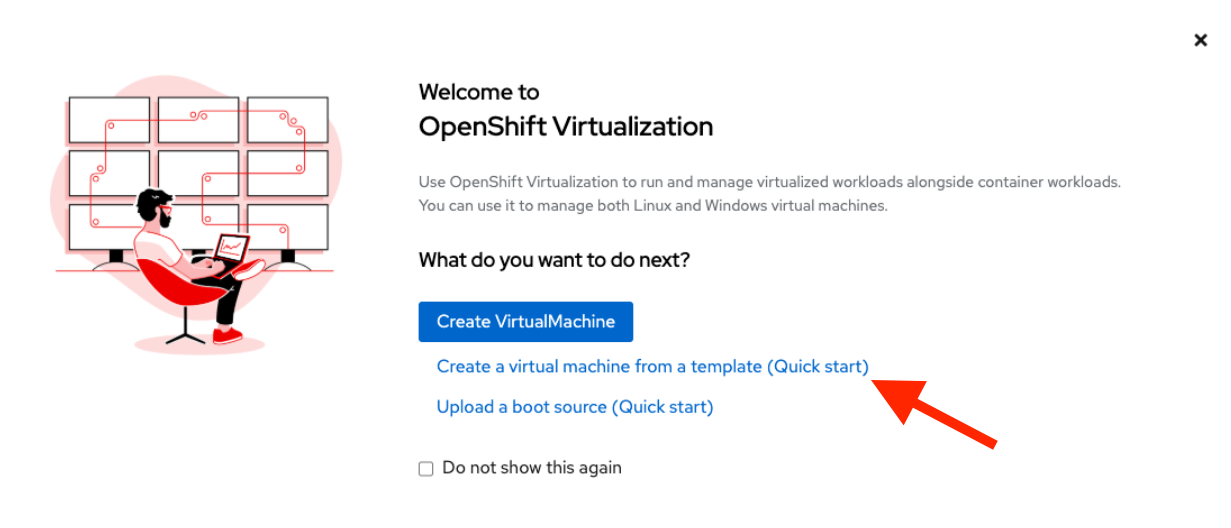 Welcome to
OpenShift Virtualization
Use OpenShift Virtualization to run and manage virtualized workloads alongside container workloads.
You can use it to manage both Linux and Windows virtual machines.
What do you want to do next?
Create VirtualMachine
Create a virtual machine from a template (Quick start)
Upload a boot source (Quick start)
Do not show this again